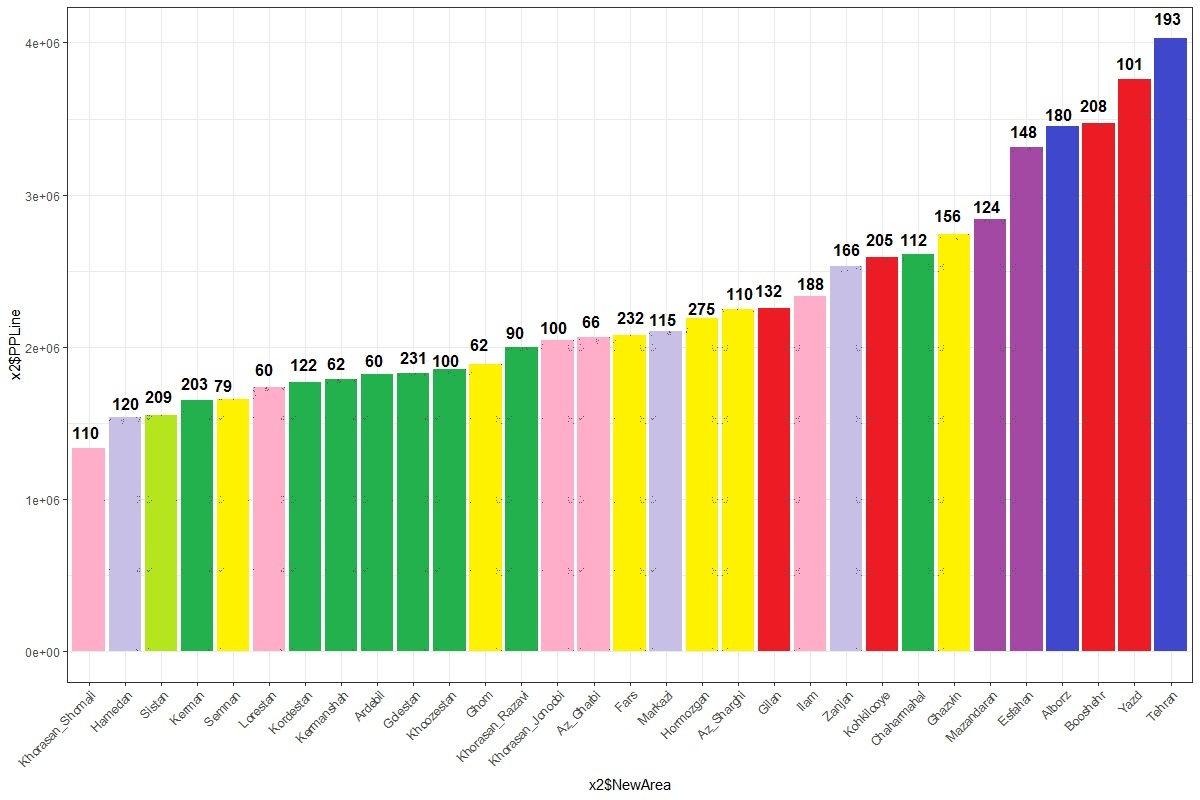 193
4e+06
101
208
180
148
3e+06
124
156
205 112
166
188
110 132
275
232 115
66
100
90
2e+06
62
231 100
60
122 62
60
203 79
209
120
110
1e+06
0e+00
x2$PPLine
Khorasan_Shomali
Hamedan
Sistan
Kerman
Semnan
Lorestan
Kordestan
Kermanshah
Ardebil
Golestan
Khoozestan
Ghom
Khorasan_Razavi
Khorasan_Jonoobi
Az_Gharbi
Fars
Markazi
Hormozgan
Az_Sharghi
Gilan
Ilam
Zanjan
Kohkilooye
Chaharmahal
Ghazvin
Mazandaran
Esfahan
Alborz
Booshehr
Yazd
Tehran
x2$NewArea